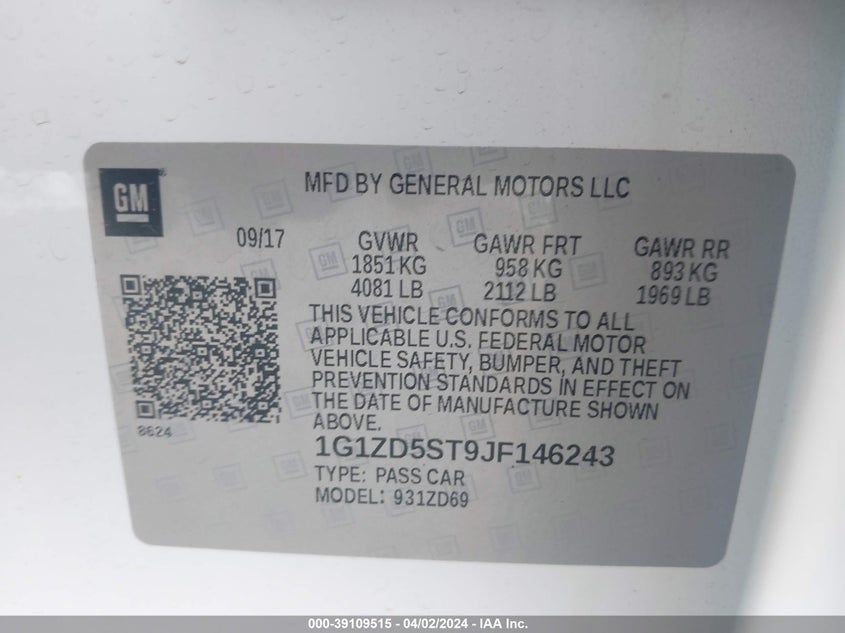 GM
MFD BY GENERAL MOTORS LLC
09/17 GVWR GAWR FRT GAWR RR
1851 KG 958 KG 893 KG
4081 LB 2112 LB 1969 LB
THIS VEHICLE CONFORMS TO ALL
APPLICABLE U.S. FEDERAL MOTOR
VEHICLE SAFETY, BUMPER, AND THEFT
PREVENTION STANDARDS IN EFFECT ON
THE DATE OF MANUFACTURE SHOWN
ABOVE.
8624
1G1ZD5ST9JF146243
TYPE: PASS CAR
MODEL: 931ZD69
000-39109515 - 04/02/2024 - IAA Inc.